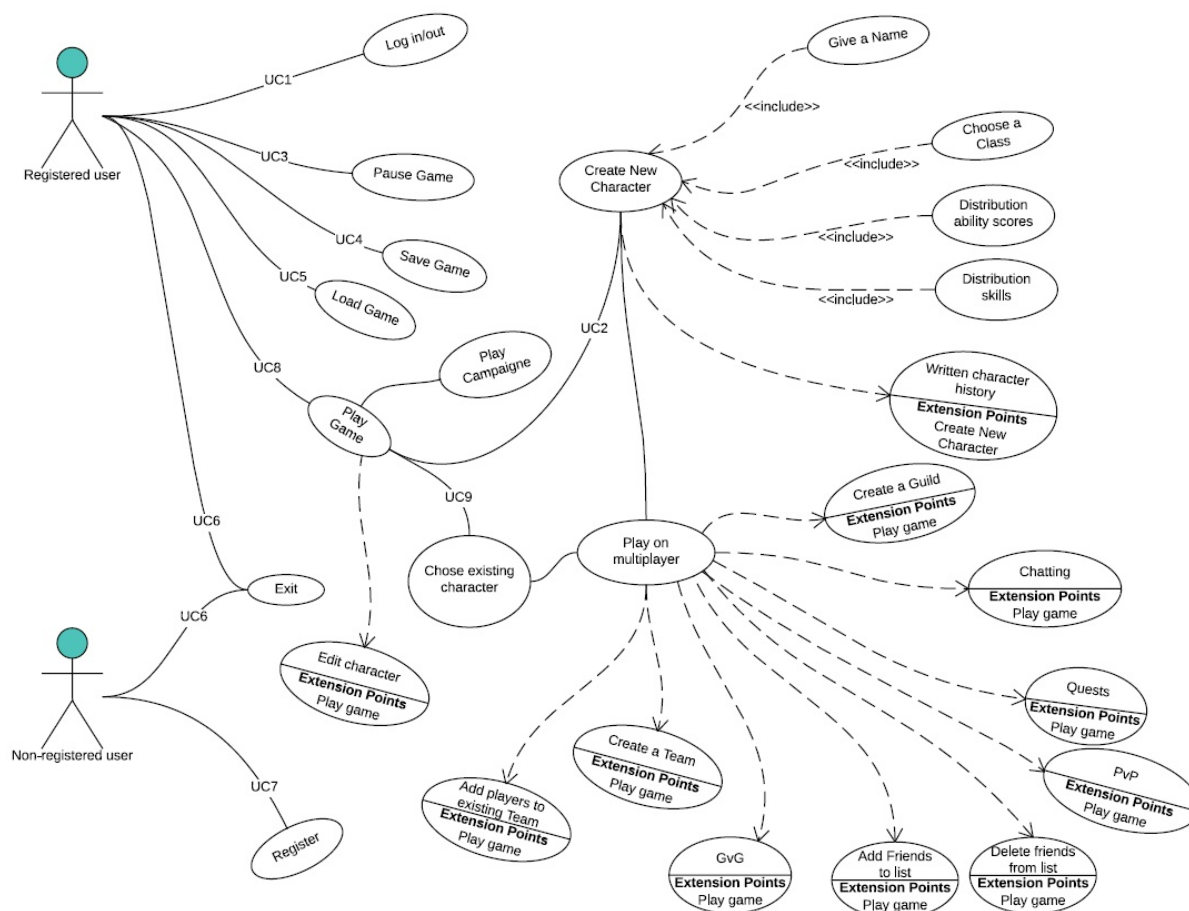 Log in/out
Give a Name
UC1
<<include>>
Choose a
Class
Registered user
UC3
Pause Game
Create New
Character
<<include>>
Distribution
ability scores
<<include>>
UC4
Save Game
UC5
Load Game
Distribution
skills
<<include>>
UC2
UC8
Play
Campaigne
Play
Game
Written character
history
Extension Points
Create New
Character
UC9
Create a Guild
Extension Points
Play game
UC6
Play on
multiplayer
Chose existing
character
Chatting
Extension Points
Play game
Exit
UC6
Edit character
Extension Points
Play game
Quests
Extension Points
Play game
Non-registered user
Create a Team
Extension Points
Play game
PvP
Extension Points
Play game
UC7
Add players to
existing Team
Extension Points
Play game
Register
GvG
Extension Points
Play game
Add Friends
to list
Extension Points
Play game
Delete friends
from list
Extension Points
Play game